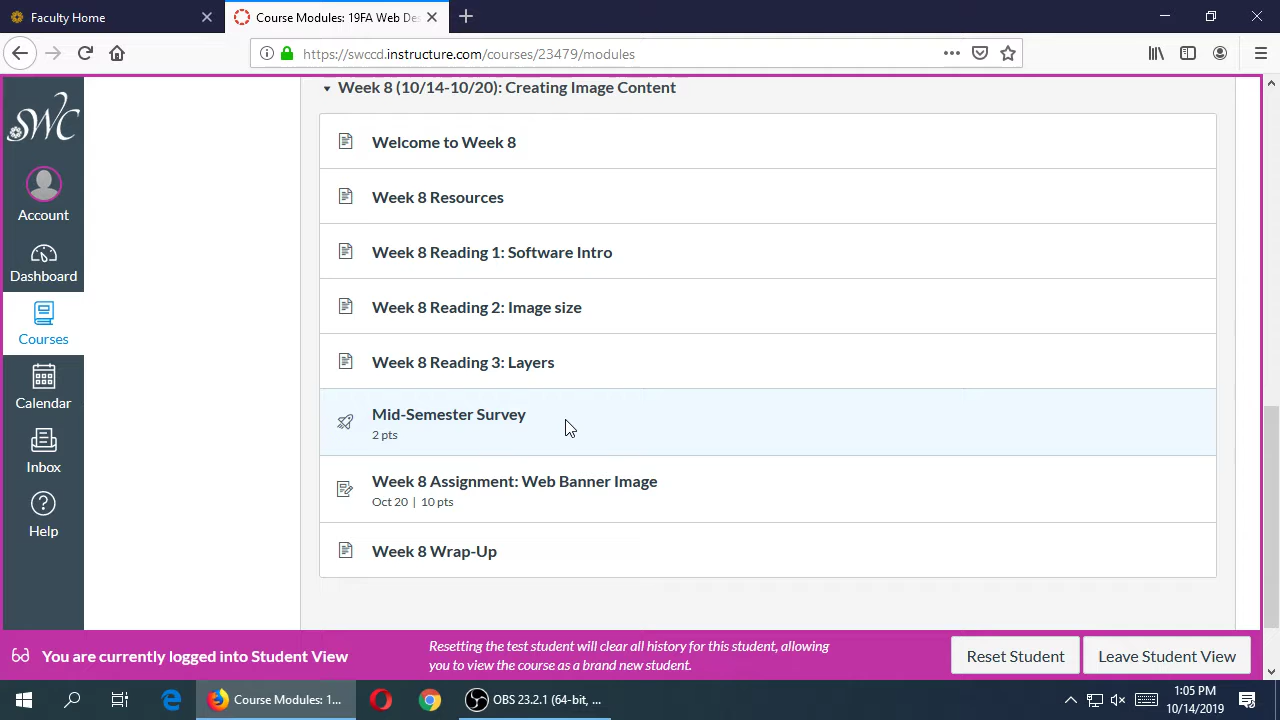 Faculty Home
Course Modules: 19FA Web De
https://swccd.instructure.com/courses/23479/modules
SWC
Account
Dashboard
Courses
Calendar
Inbox
Help
Week 8 (10/14-10/20): Creating Image Content
Welcome to Week 8
Week 8 Resources
Week 8 Reading 1: Software Intro
Week 8 Reading 2: Image size
Week 8 Reading 3: Layers
Mid-Semester Survey
2 pts
Week 8 Assignment: Web Banner Image
Oct 20 | 10 pts
Week 8 Wrap-Up
You are currently logged into Student View
Resetting the test student will clear all history for this student, allowing
you to view the course as a brand new student.
Reset Student
Leave Student View
Course Modules: 1...
OBS 23.2.1 (64-bit, ...
1:05 PM
10/14/2019